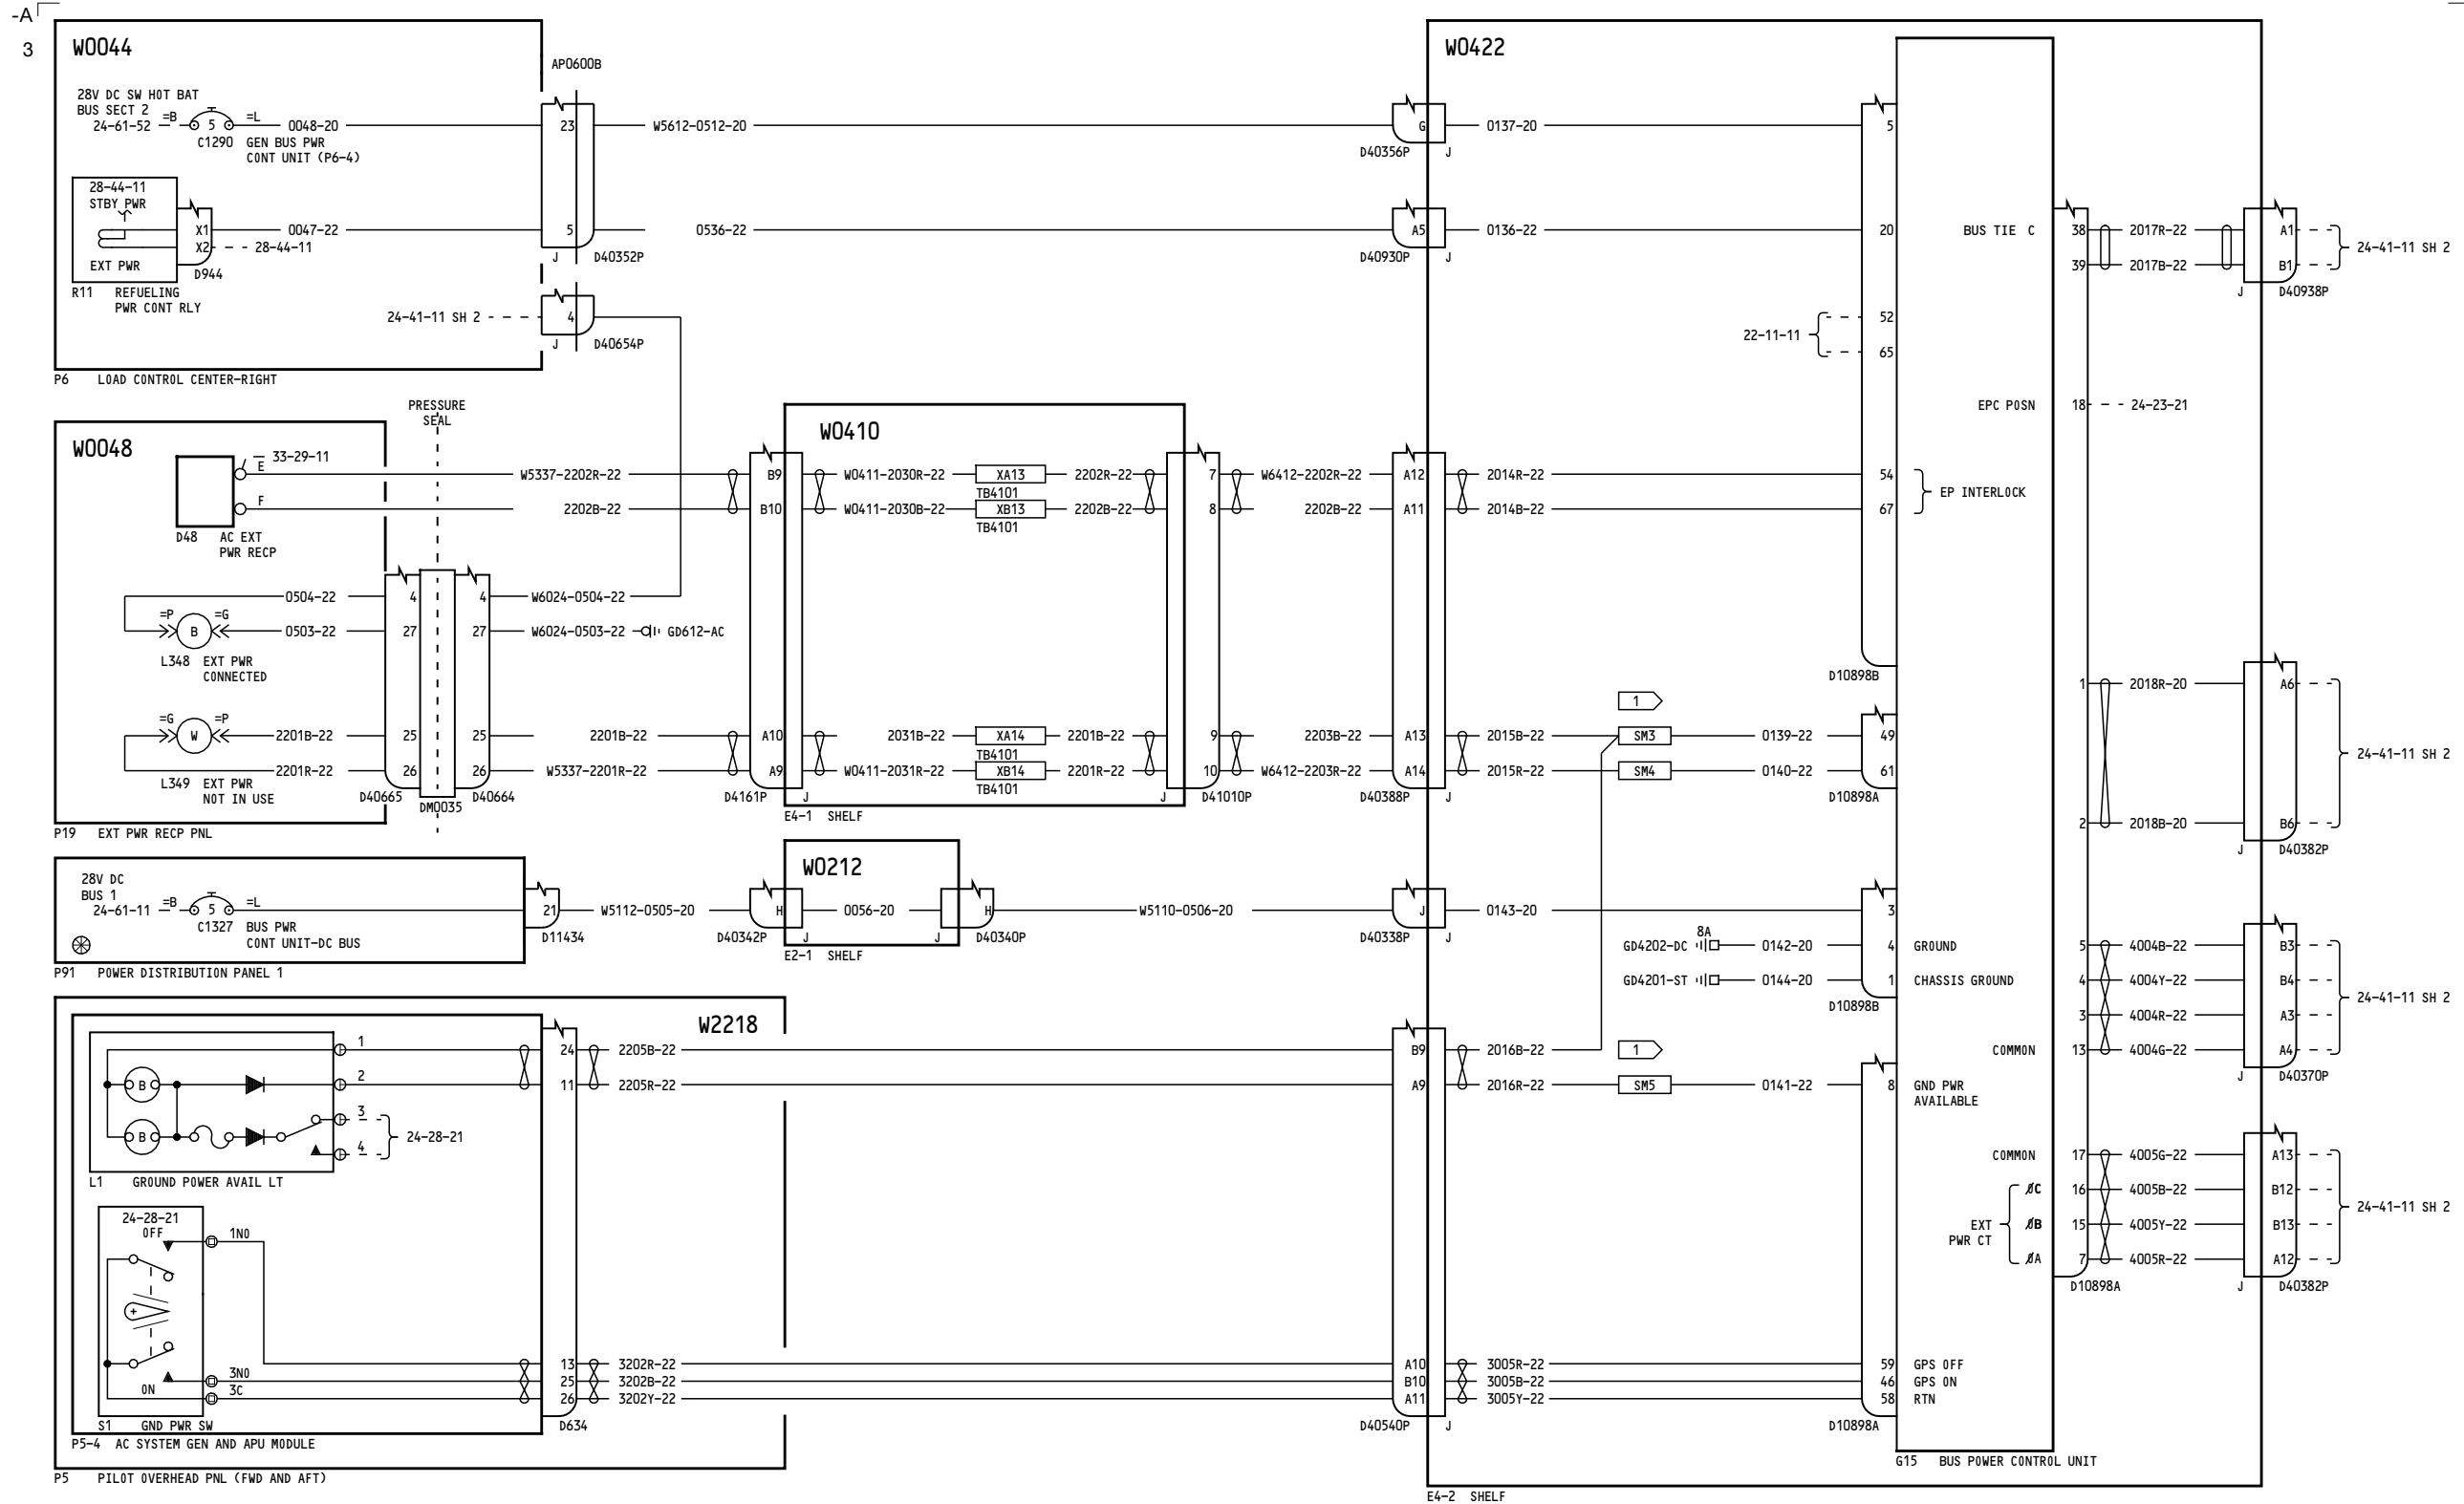 -A
3
W0044
AP0600B
28V DC SW HOT BAT
BUS SECT 2
24-61-52 =B 5 =L 0048-20 23 W5612-0512-20 G 0137-20 5
C1290 GEN BUS PWR
CONT UNIT (P6-4)
D40356P J
28-44-11
STBY PWR
X1 0047-22 5 0536-22 A5 0136-22 20
X2 28-44-11
EXT PWR
D944
J D40352P
D40930P J
R11 REFUELING
PWR CONT RLY
24-41-11 SH 2 4
J D40654P
P6 LOAD CONTROL CENTER-RIGHT
W0422
BUS TIE C 38 2017R-22 A1
39 2017B-22 B1
24-41-11 SH 2
J D40938P
52
22-11-11
65
EPC POSN 18 24-23-21
PRESSURE
SEAL
W0048
W0410
33-29-11
E W5337-2202R-22 B9 W0411-2030R-22 XA13 2202R-22 7 W6412-2202R-22 A12 2014R-22 54
TB4101
EP INTERLOCK
F 2202B-22 B10 W0411-2030B-22 XB13 2202B-22 8 2202B-22 A11 2014B-22 67
TB4101
D48 AC EXT
PWR RECP
0504-22 4 4 W6024-0504-22
=P B =G 0503-22 27 27 W6024-0503-22 GD612-AC
L348 EXT PWR
CONNECTED
D10898B
1
=G W =P 2201B-22 25 25 2201B-22 A10 2031B-22 XA14 2201B-22 9 2203B-22 A13 2015B-22 SM3 0139-22 49
TB4101
2201R-22 26 26 W5337-2201R-22 A9 W0411-2031R-22 XB14 2201R-22 10 W6412-2203R-22 A14 2015R-22 SM4 0140-22 61
TB4101
L349 EXT PWR
NOT IN USE
D40665 DM0035 D40664 D4161P J J D41010P D40388P J D10898A
E4-1 SHELF
P19 EXT PWR RECP PNL
1 2018R-20 A6
24-41-11 SH 2
2 2018B-20 B6
J D40382P
W0212
28V DC
BUS 1
24-61-11 =B 5 =L 21 W5112-0505-20 H 0056-20 H W5110-0506-20 J 0143-20 3
C1327 BUS PWR
CONT UNIT-DC BUS
D11434 D40342P J J D40340P D40338P J
E2-1 SHELF
P91 POWER DISTRIBUTION PANEL 1
8A
GD4202-DC 0142-20 4 GROUND
GD4201-ST 0144-20 1 CHASSIS GROUND
D10898B
5 4004B-22 B3
4 4004Y-22 B4
24-41-11 SH 2
3 4004R-22 A3
COMMON 13 4004G-22 A4
J D40370P
W2218
1 24 2205B-22 B9 2016B-22 1
B 2 11 2205R-22 A9 2016R-22 SM5 0141-22 8 GND PWR
AVAILABLE
3
B 24-28-21
4
L1 GROUND POWER AVAIL LT
COMMON 17 4005G-22 A13
ØC 16 4005B-22 B12
24-41-11 SH 2
EXT
PWR CT
ØB 15 4005Y-22 B13
ØA 7 4005R-22 A12
D10898A J D40382P
24-28-21
OFF 1NO
13 3202R-22 A10 3005R-22 59 GPS OFF
3NO 25 3202B-22 B10 3005B-22 46 GPS ON
ON 3C 26 3202Y-22 A11 3005Y-22 58 RTN
S1 GND PWR SW
D634 D40540P J D10898A
P5-4 AC SYSTEM GEN AND APU MODULE
G15 BUS POWER CONTROL UNIT
P5 PILOT OVERHEAD PNL (FWD AND AFT)
E4-2 SHELF